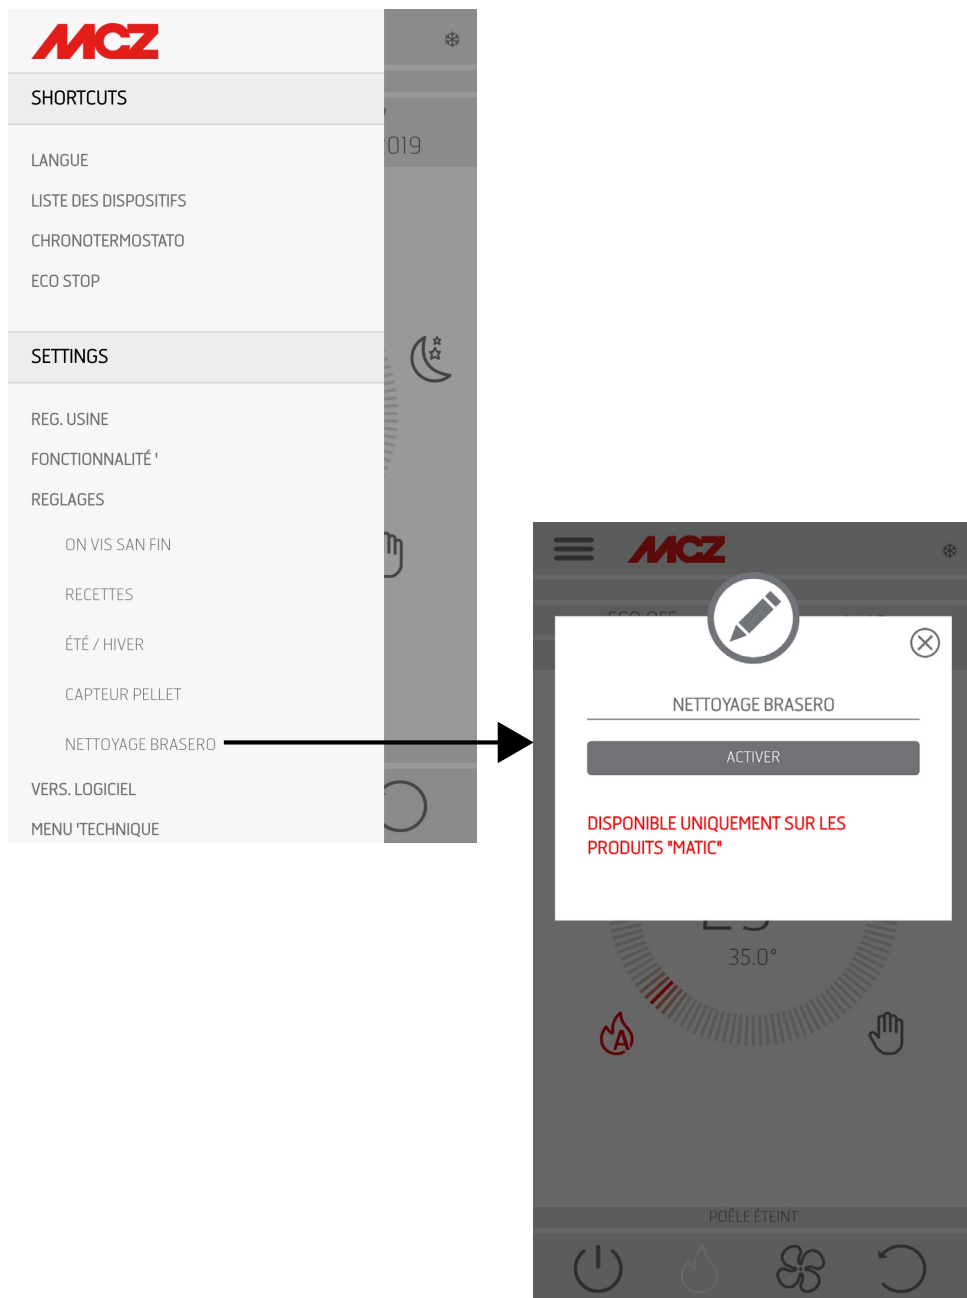 MCZ
SHORTCUTS
LANGUE
LISTE DES DISPOSITIFS
CHRONOTERMOSTATO
ECO STOP
SETTINGS
REG. USINE
FONCTIONNALITÉ '
REGLAGES
ON VIS SAN FIN
RECETTES
ÉTÉ / HIVER
CAPTEUR PELLET
NETTOYAGE BRASERO
VERS. LOGICIEL
MENU 'TECHNIQUE
019
MCZ
NETTOYAGE BRASERO
ACTIVER
DISPONIBLE UNIQUEMENT SUR LES
PRODUITS "MATIC"
35.0°
A
POÊLE ÉTEINT